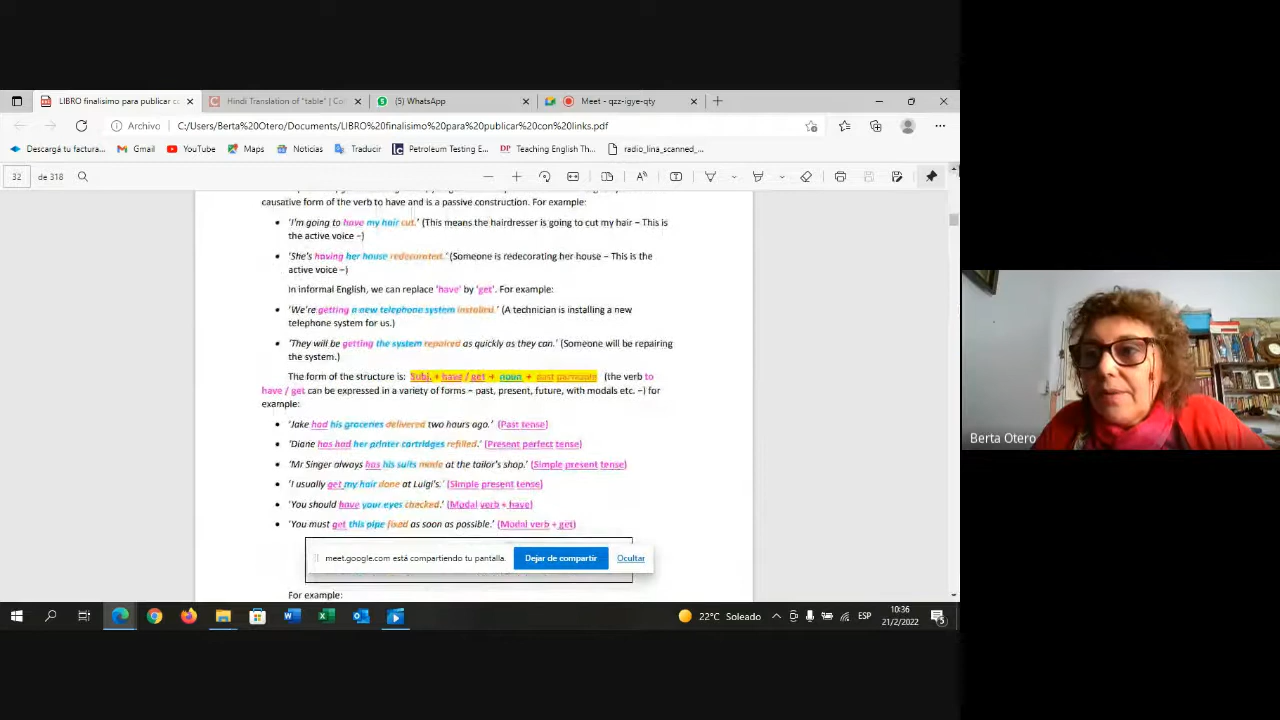 LIBRO finalisimo para publicar c
Hindi Translation of "table" | Co
(5) WhatsApp
Meet - qzz-igye-qty
Archivo
C:/Users/Berta%20Otero/Documents/LIBRO%20finalisimo%20para%20publicar%20con%20links.pdf
Descargá tu factura...
Gmail
YouTube
Maps
Noticias
Traducir
Petroleum Testing E...
DP Teaching English Th...
radio_lina_scanned_...
32 de 318
causative form of the verb to have and is a passive construction. For example:
• 'I'm going to have my hair cut.' (This means the hairdresser is going to cut my hair – This is
the active voice –)
• 'She's having her house redecorated.' (Someone is redecorating her house – This is the
active voice –)
In informal English, we can replace 'have' by 'get'. For example:
• 'We're getting a new telephone system installed.' (A technician is installing a new
telephone system for us.)
• 'They will be getting the system repaired as quickly as they can.' (Someone will be repairing
the system.)
The form of the structure is: Subj. + have / get + noun + past participle (the verb to
have / get can be expressed in a variety of forms – past, present, future, with modals etc. –) for
example:
• 'Jake had his groceries delivered two hours ago.' (Past tense)
• 'Diane has had her printer cartridges refilled.' (Present perfect tense)
• 'Mr Singer always has his suits made at the tailor's shop.' (Simple present tense)
• 'I usually get my hair done at Luigi's.' (Simple present tense)
• 'You should have your eyes checked.' (Modal verb + have)
• 'You must get this pipe fixed as soon as possible.' (Modal verb + get)
meet.google.com está compartiendo tu pantalla.
Dejar de compartir
Ocultar
For example:
Berta Otero
22°C Soleado
ESP
10:36
21/2/2022
5